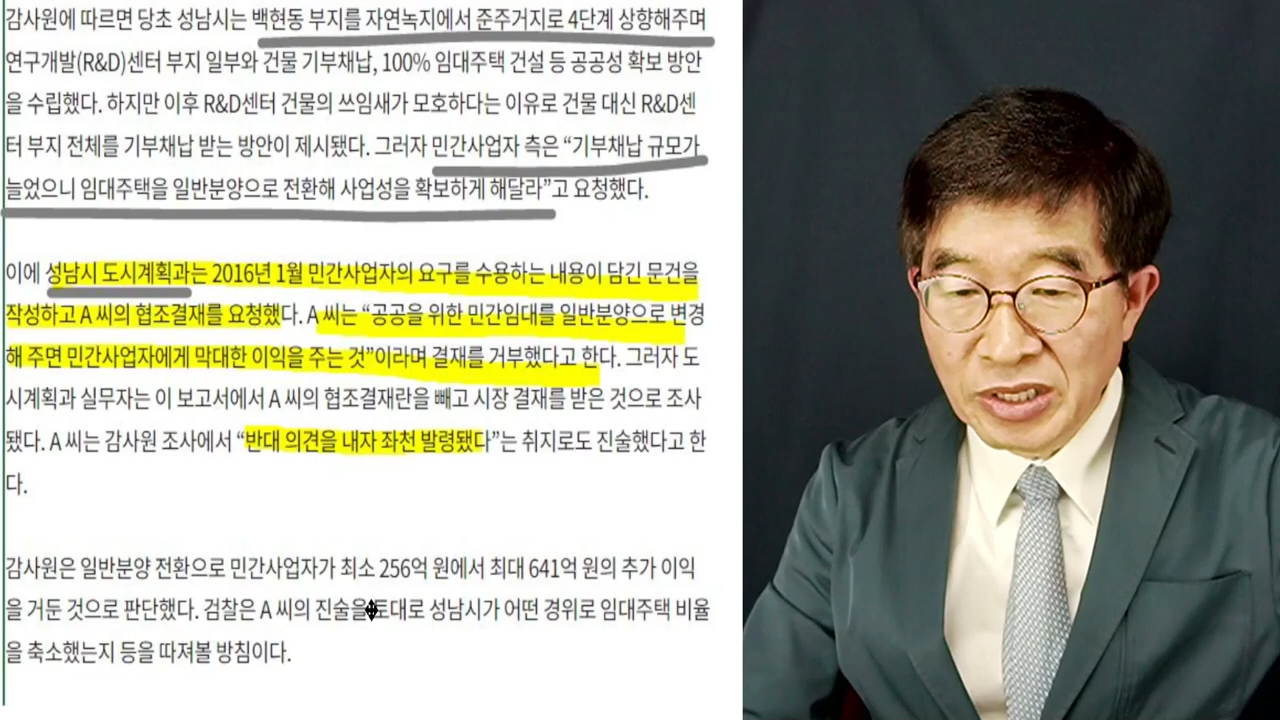 감사원에 따르면 당초 성남시는 백현동 부지를 자연녹지에서 준주거지로 4단계 상향해주며
연구개발(R&D)센터 부지 일부와 건물 기부채납, 100% 임대주택 건설 등 공공성 확보 방안
을 수립했다. 하지만 이후 R&D센터 건물의 쓰임새가 모호하다는 이유로 건물 대신 R&D센
터 부지 전체를 기부채납 받는 방안이 제시됐다. 그러자 민간사업자 측은 “기부채납 규모가
늘었으니 임대주택을 일반분양으로 전환해 사업성을 확보하게 해달라”고 요청했다.
이에 성남시 도시계획과는 2016년 1월 민간사업자의 요구를 수용하는 내용이 담긴 문건을
작성하고 A 씨의 협조결재를 요청했다. A 씨는 “공공을 위한 민간임대를 일반분양으로 변경
해 주면 민간사업자에게 막대한 이익을 주는 것”이라며 결재를 거부했다고 한다. 그러자 도
시계획과 실무자는 이 보고서에서 A 씨의 협조결재란을 빼고 시장 결재를 받은 것으로 조사
됐다. A 씨는 감사원 조사에서 “반대 의견을 내자 좌천 발령됐다”는 취지로도 진술했다고 한
다.
감사원은 일반분양 전환으로 민간사업자가 최소 256억 원에서 최대 641억 원의 추가 이익
을 거둔 것으로 판단했다. 검찰은 A 씨의 진술을 토대로 성남시가 어떤 경위로 임대주택 비율
을 축소했는지 등을 따져볼 방침이다.